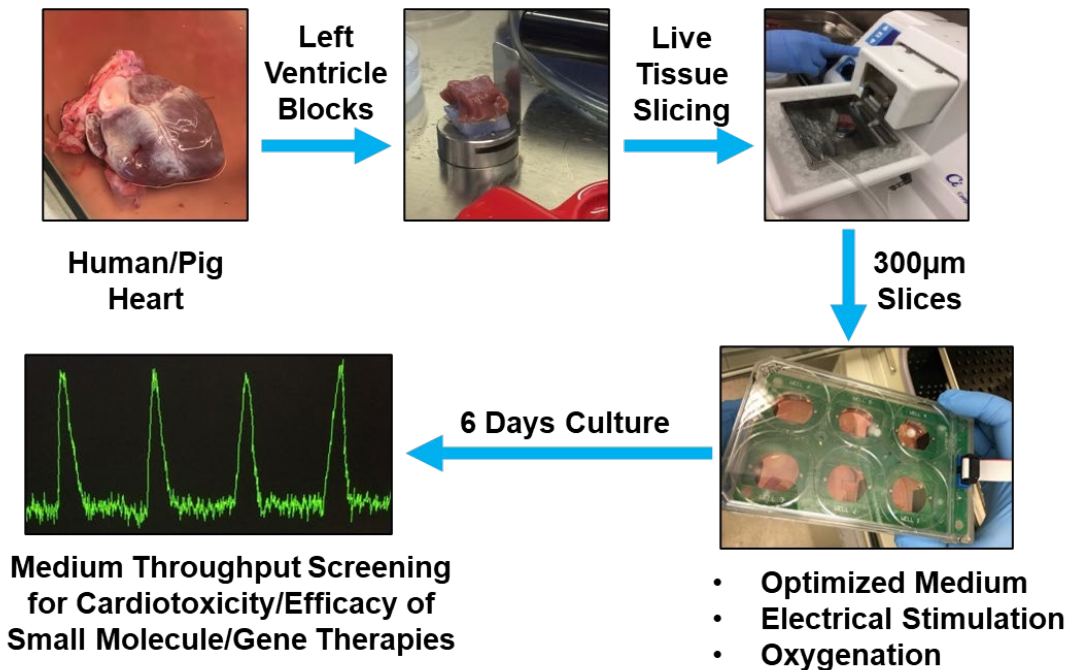 Left
Ventricle
Blocks
Live
Tissue
Slicing
Human/Pig
Heart
300µm
Slices
6 Days Culture
Medium Throughput Screening
for Cardiotoxicity/Efficacy of
Small Molecule/Gene Therapies
• Optimized Medium
• Electrical Stimulation
• Oxygenation